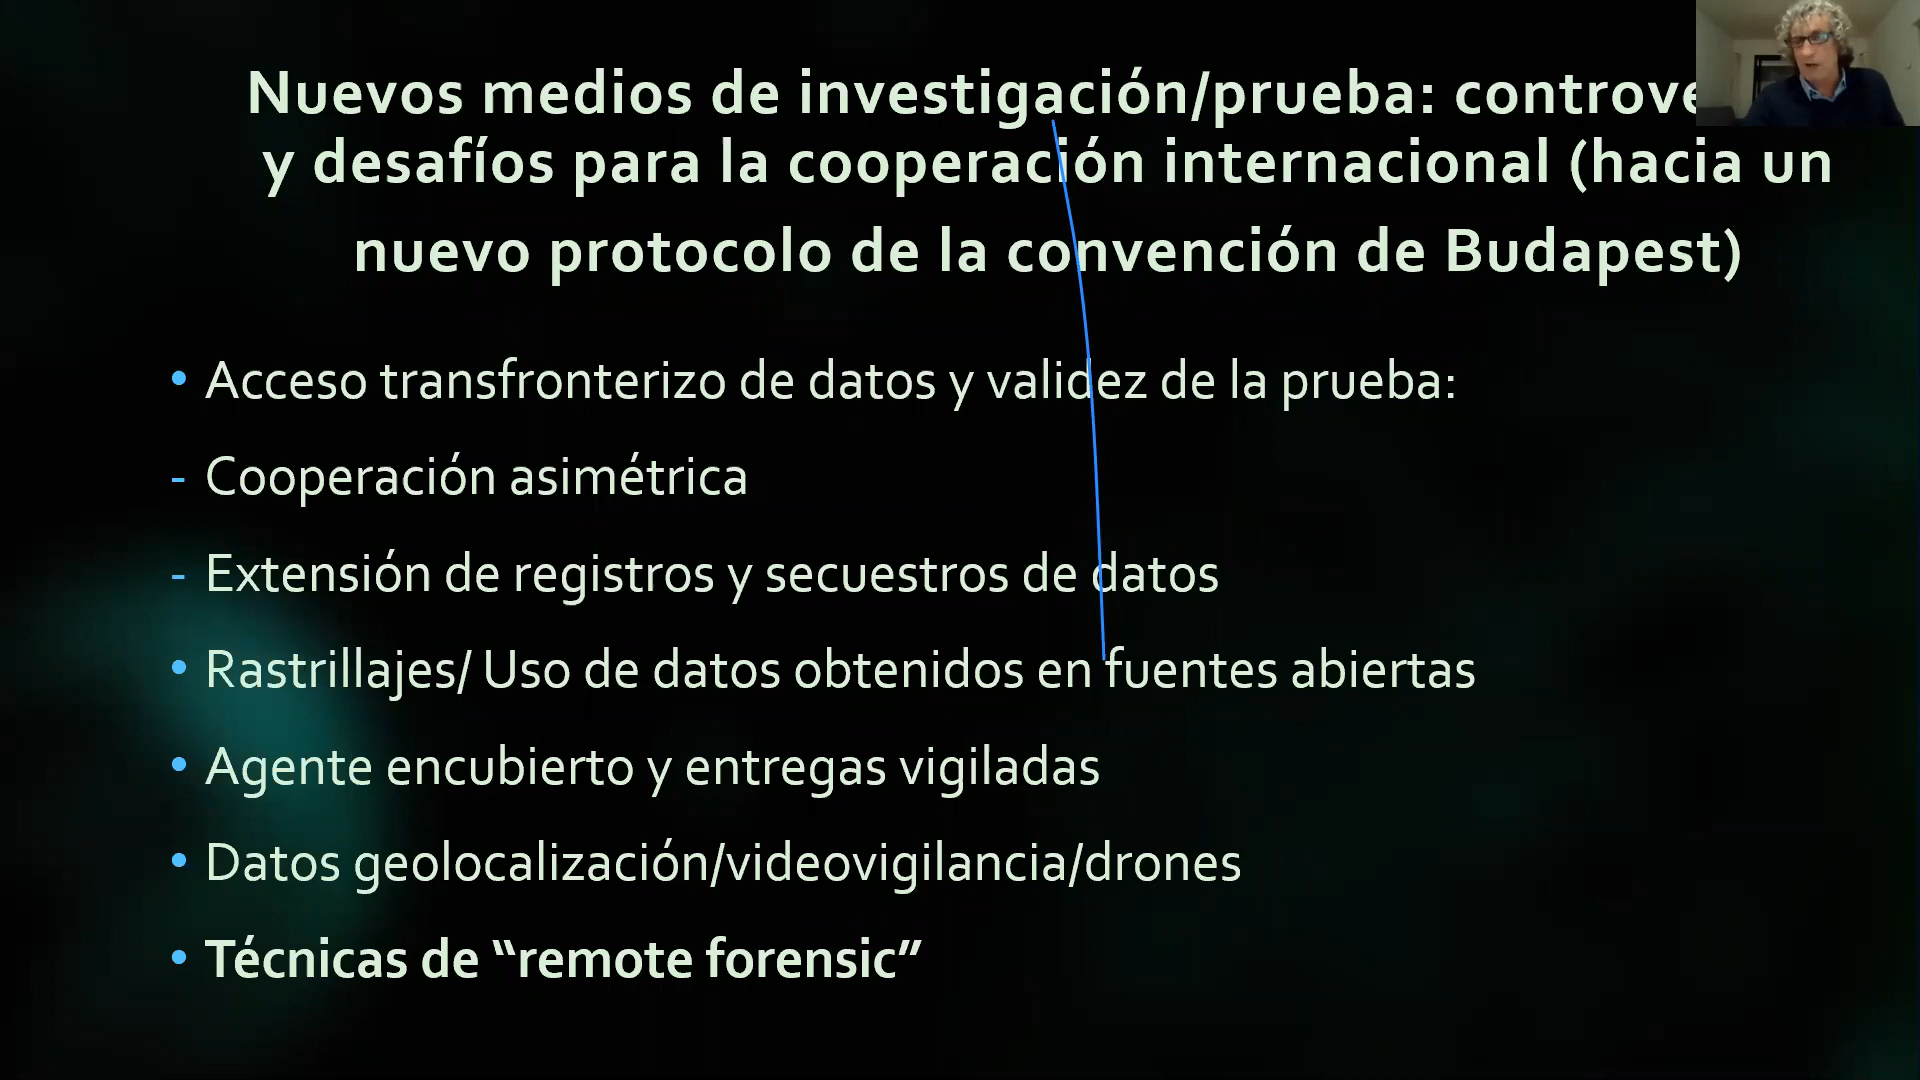 Nuevos medios de investigación/prueba:
y desafíos para la cooperación internacional (hacia un
nuevo protocolo de la convención de Budapest)
• Acceso transfronterizo de datos y validez de la prueba:
- Cooperación asimétrica
- Extensión de registros y secuestros de datos
• Rastrillajes/ Uso de datos obtenidos en fuentes abiertas
• Agente encubierto y entregas vigiladas
• Datos geolocalización/videovigilancia/drones
• Técnicas de “remote forensic”